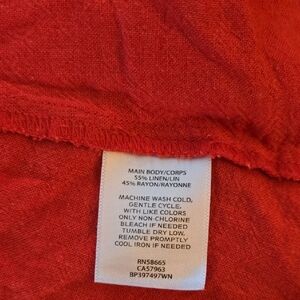 MAIN BODY/CORPS
55% LINEN/LIN
45% RAYON/RAYONNE
MACHINE WASH COLD,
GENTLE CYCLE,
WITH LIKE COLORS
ONLY NON-CHLORINE
BLEACH IF NEEDED
TUMBLE DRY LOW,
REMOVE PROMPTLY
COOL IRON IF NEEDED
RN58665
CA57963
BP397497WN